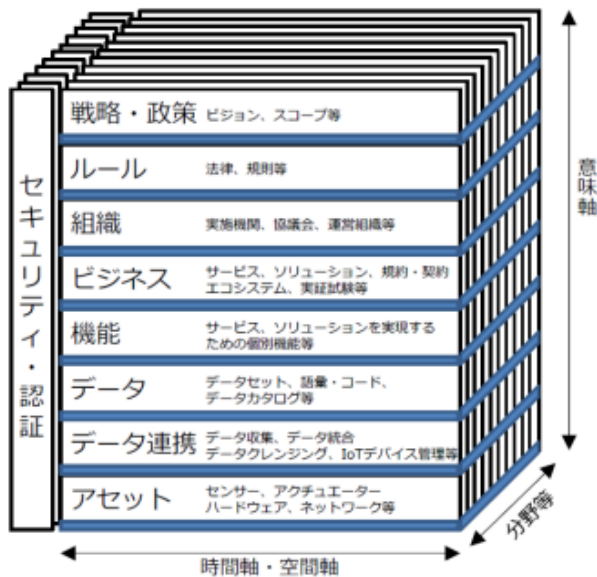 セキュリティ・認証
戦略・政策 ビジョン、スコープ等
ルール 法律、規則等
組織 実施機関、協議会、運営組織等
ビジネス サービス、ソリューション、規約・契約
エコシステム、実証試験等
機能 サービス、ソリューションを実現する
ための個別機能等
データ データセット、語彙・コード、
データカタログ等
データ連携 データ収集、データ統合
データクレンジング、IoTデバイス管理等
アセット センサー、アクチュエーター
ハードウェア、ネットワーク等
意味軸
分野等
時間軸・空間軸